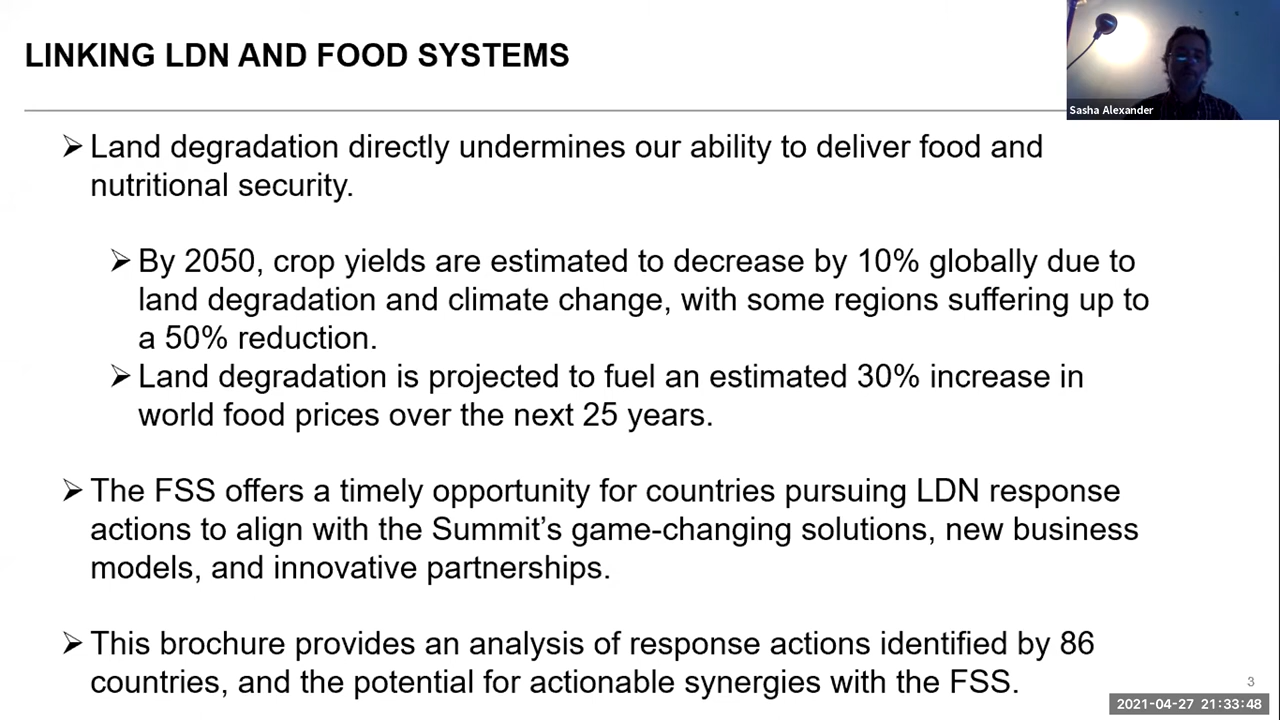 LINKING LDN AND FOOD SYSTEMS
Sasha Alexander
➢ Land degradation directly undermines our ability to deliver food and
nutritional security.
➢ By 2050, crop yields are estimated to decrease by 10% globally due to
land degradation and climate change, with some regions suffering up to
a 50% reduction.
➢ Land degradation is projected to fuel an estimated 30% increase in
world food prices over the next 25 years.
➢ The FSS offers a timely opportunity for countries pursuing LDN response
actions to align with the Summit’s game-changing solutions, new business
models, and innovative partnerships.
➢ This brochure provides an analysis of response actions identified by 86
countries, and the potential for actionable synergies with the FSS.
3
2021-04-27 21:33:48